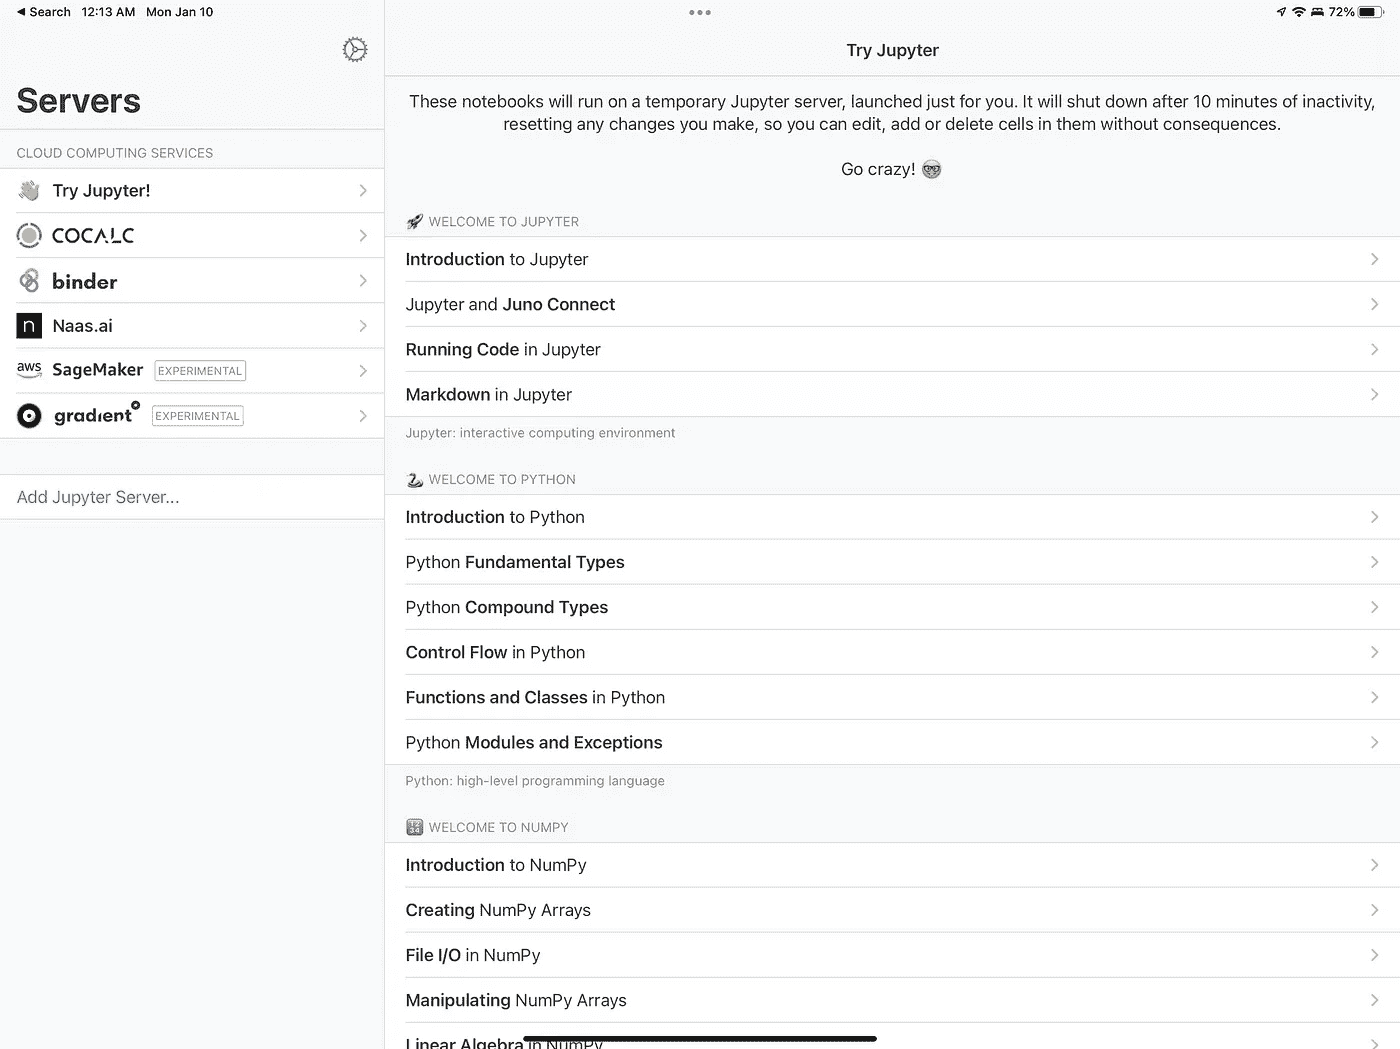 Search 12:13 AM Mon Jan 10
72%
Servers
CLOUD COMPUTING SERVICES
Try Jupyter!
COCALC
binder
n Naas.ai
aws SageMaker EXPERIMENTAL
gradient EXPERIMENTAL
Add Jupyter Server...
Try Jupyter
These notebooks will run on a temporary Jupyter server, launched just for you. It will shut down after 10 minutes of inactivity,
resetting any changes you make, so you can edit, add or delete cells in them without consequences.
Go crazy!
WELCOME TO JUPYTER
Introduction to Jupyter
Jupyter and Juno Connect
Running Code in Jupyter
Markdown in Jupyter
Jupyter: interactive computing environment
WELCOME TO PYTHON
Introduction to Python
Python Fundamental Types
Python Compound Types
Control Flow in Python
Functions and Classes in Python
Python Modules and Exceptions
Python: high-level programming language
WELCOME TO NUMPY
Introduction to NumPy
Creating NumPy Arrays
File I/O in NumPy
Manipulating NumPy Arrays
Linear Algebra in NumPy